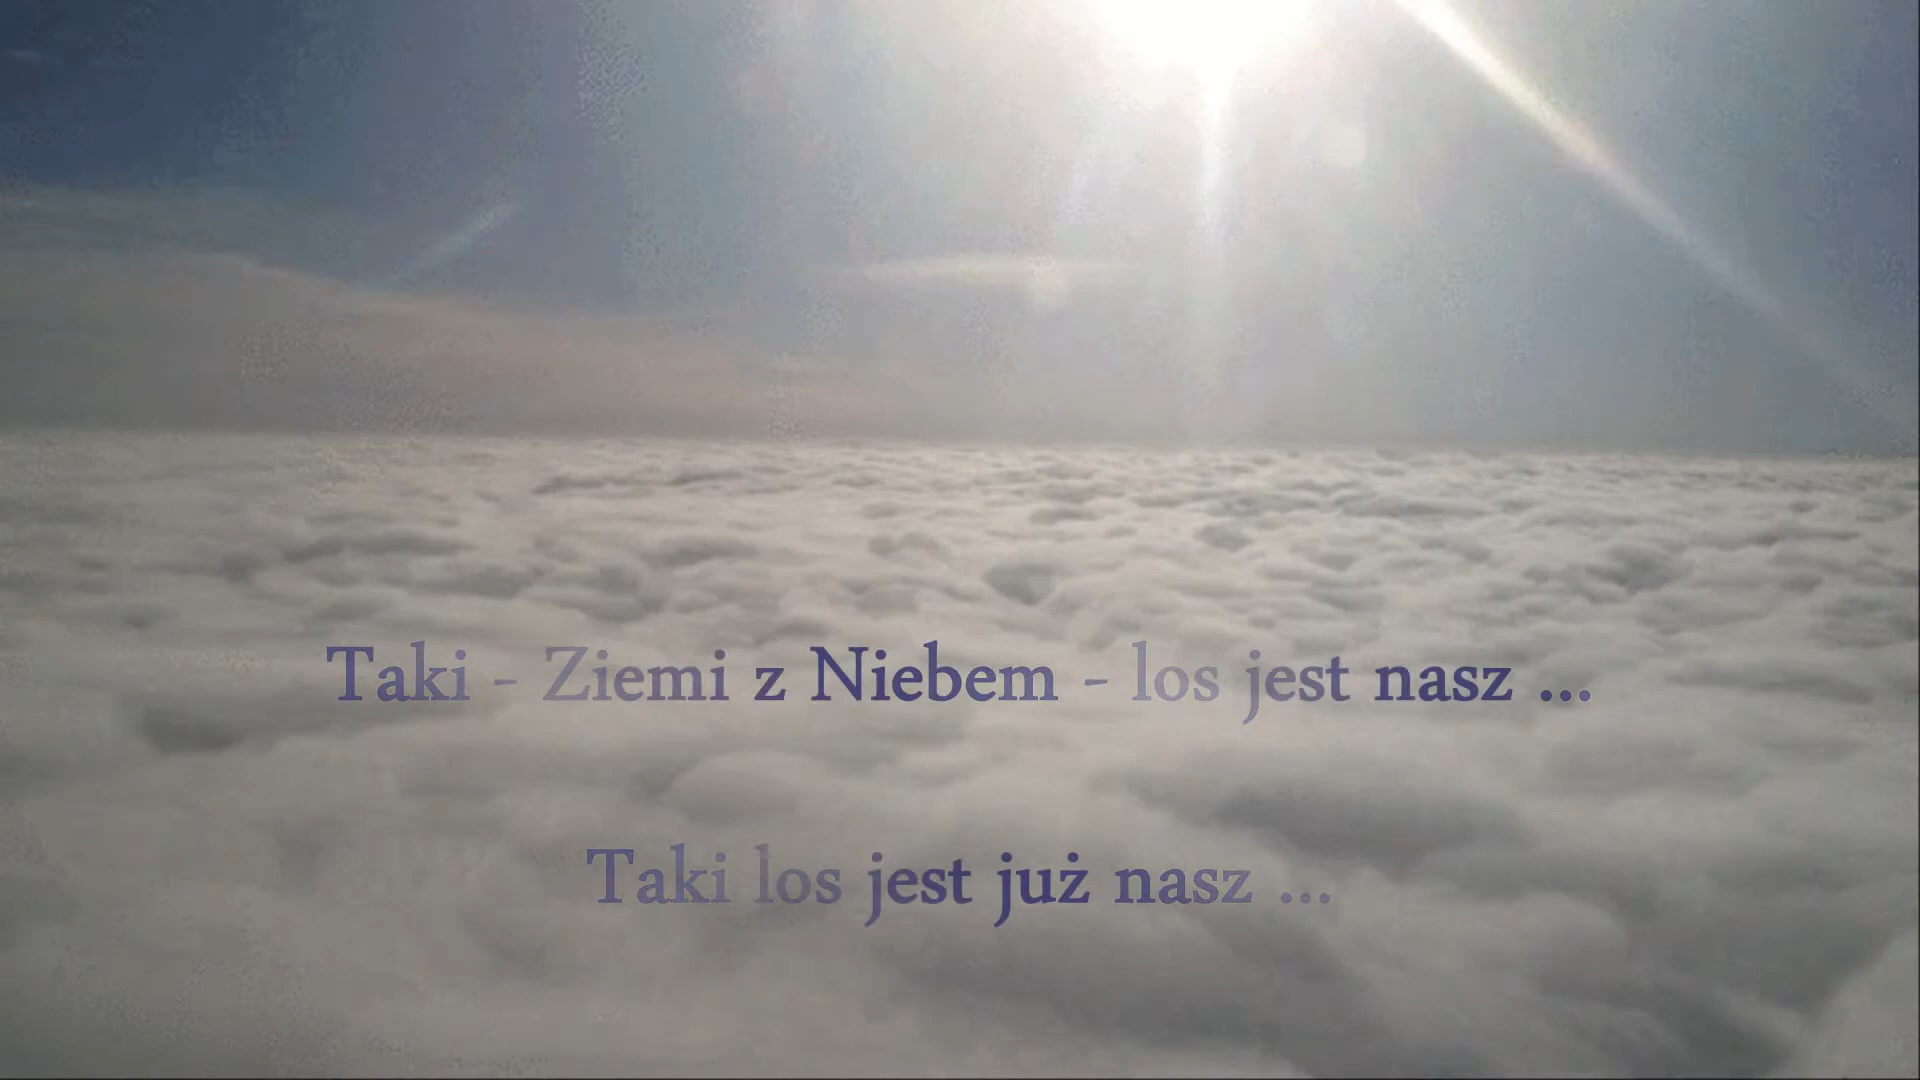 Taki - Ziemi z Niebem - los jest nasz ...
Taki los jest już nasz ...